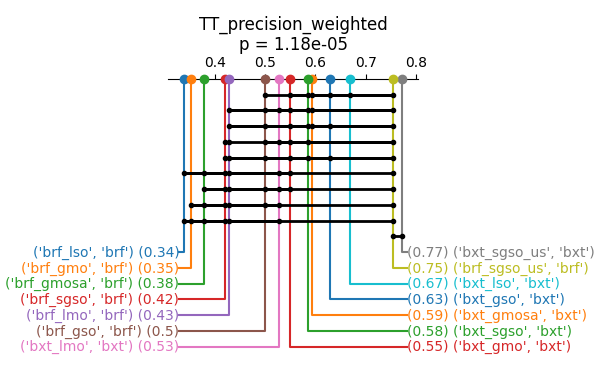 TT_precision_weighted
p = 1.18e-05
0.4 0.5 0.6 0.7 0.8
('brf_lso', 'brf') (0.34)
('brf_gmo', 'brf') (0.35)
('brf_gmosa', 'brf') (0.38)
('brf_sgso', 'brf') (0.42)
('brf_lmo', 'brf') (0.43)
('brf_gso', 'brf') (0.5)
('bxt_lmo', 'bxt') (0.53)
(0.77) ('bxt_sgso_us', 'bxt')
(0.75) ('brf_sgso_us', 'brf')
(0.67) ('bxt_lso', 'bxt')
(0.63) ('bxt_gso', 'bxt')
(0.59) ('bxt_gmosa', 'bxt')
(0.58) ('bxt_sgso', 'bxt')
(0.55) ('bxt_gmo', 'bxt')